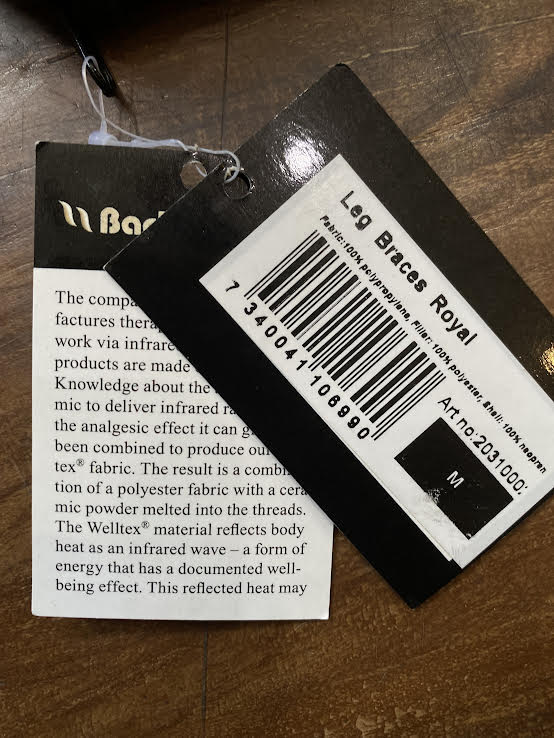 The compa
factures thera
work via infrare
products are made
Knowledge about the
mic to deliver infrared ra
the analgesic effect it can g
been combined to produce our
tex® fabric. The result is a combi
tion of a polyester fabric with a cera
mic powder melted into the threads.
The Welltex® material reflects body
heat as an infrared wave – a form of
energy that has a documented well-
being effect. This reflected heat may
Leg Braces Royal
Fabric:100% polypropylene, Filler: 100% polyester, Shell: 100% neopren
7 340041 106990
Art no:2031000
M